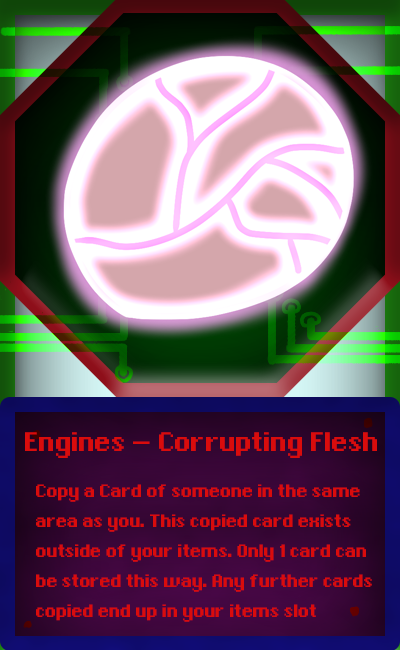 Engines – Corrupting Flesh
Copy a Card of someone in the same
area as you. This copied card exists
outside of your items. Only 1 card can
be stored this way. Any further cards
copied end up in your items slot